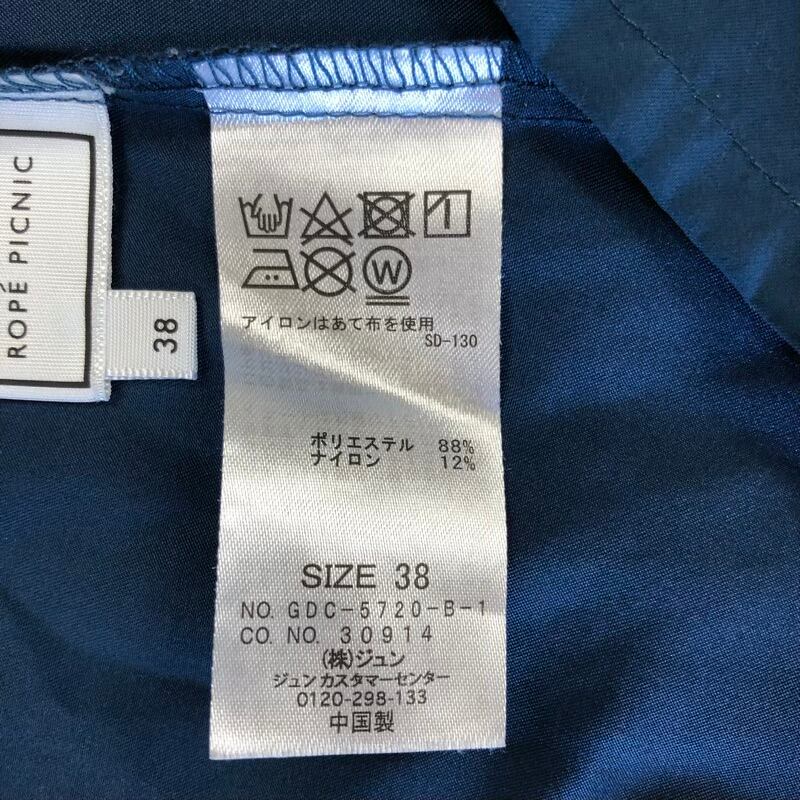 ROPÉ PICNIC
38
W
アイロンはあて布を使用
SD-130
ポリエステル 88%
ナイロン 12%
SIZE 38
NO. GDC-5720-B-1
CO. NO. 30914
(株)ジュン
ジュン カスタマーセンター
0120-298-133
中国製